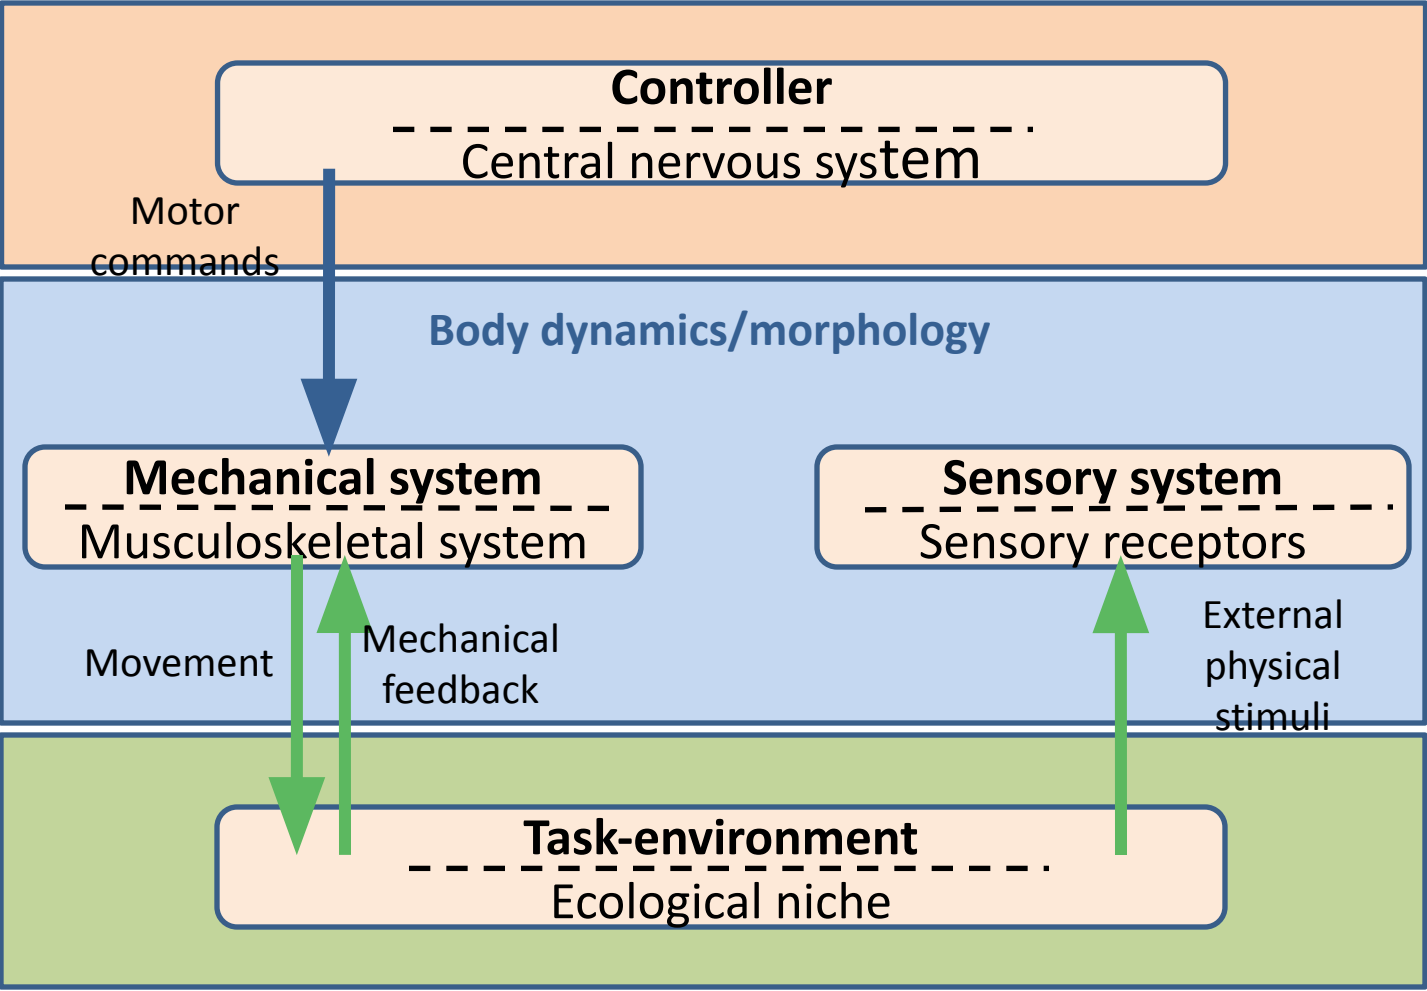 Controller
Central nervous system
Motor
commands
Body dynamics/morphology
Mechanical system
Musculoskeletal system
Sensory system
Sensory receptors
Movement
Mechanical
feedback
External
physical
stimuli
Task-environment
Ecological niche